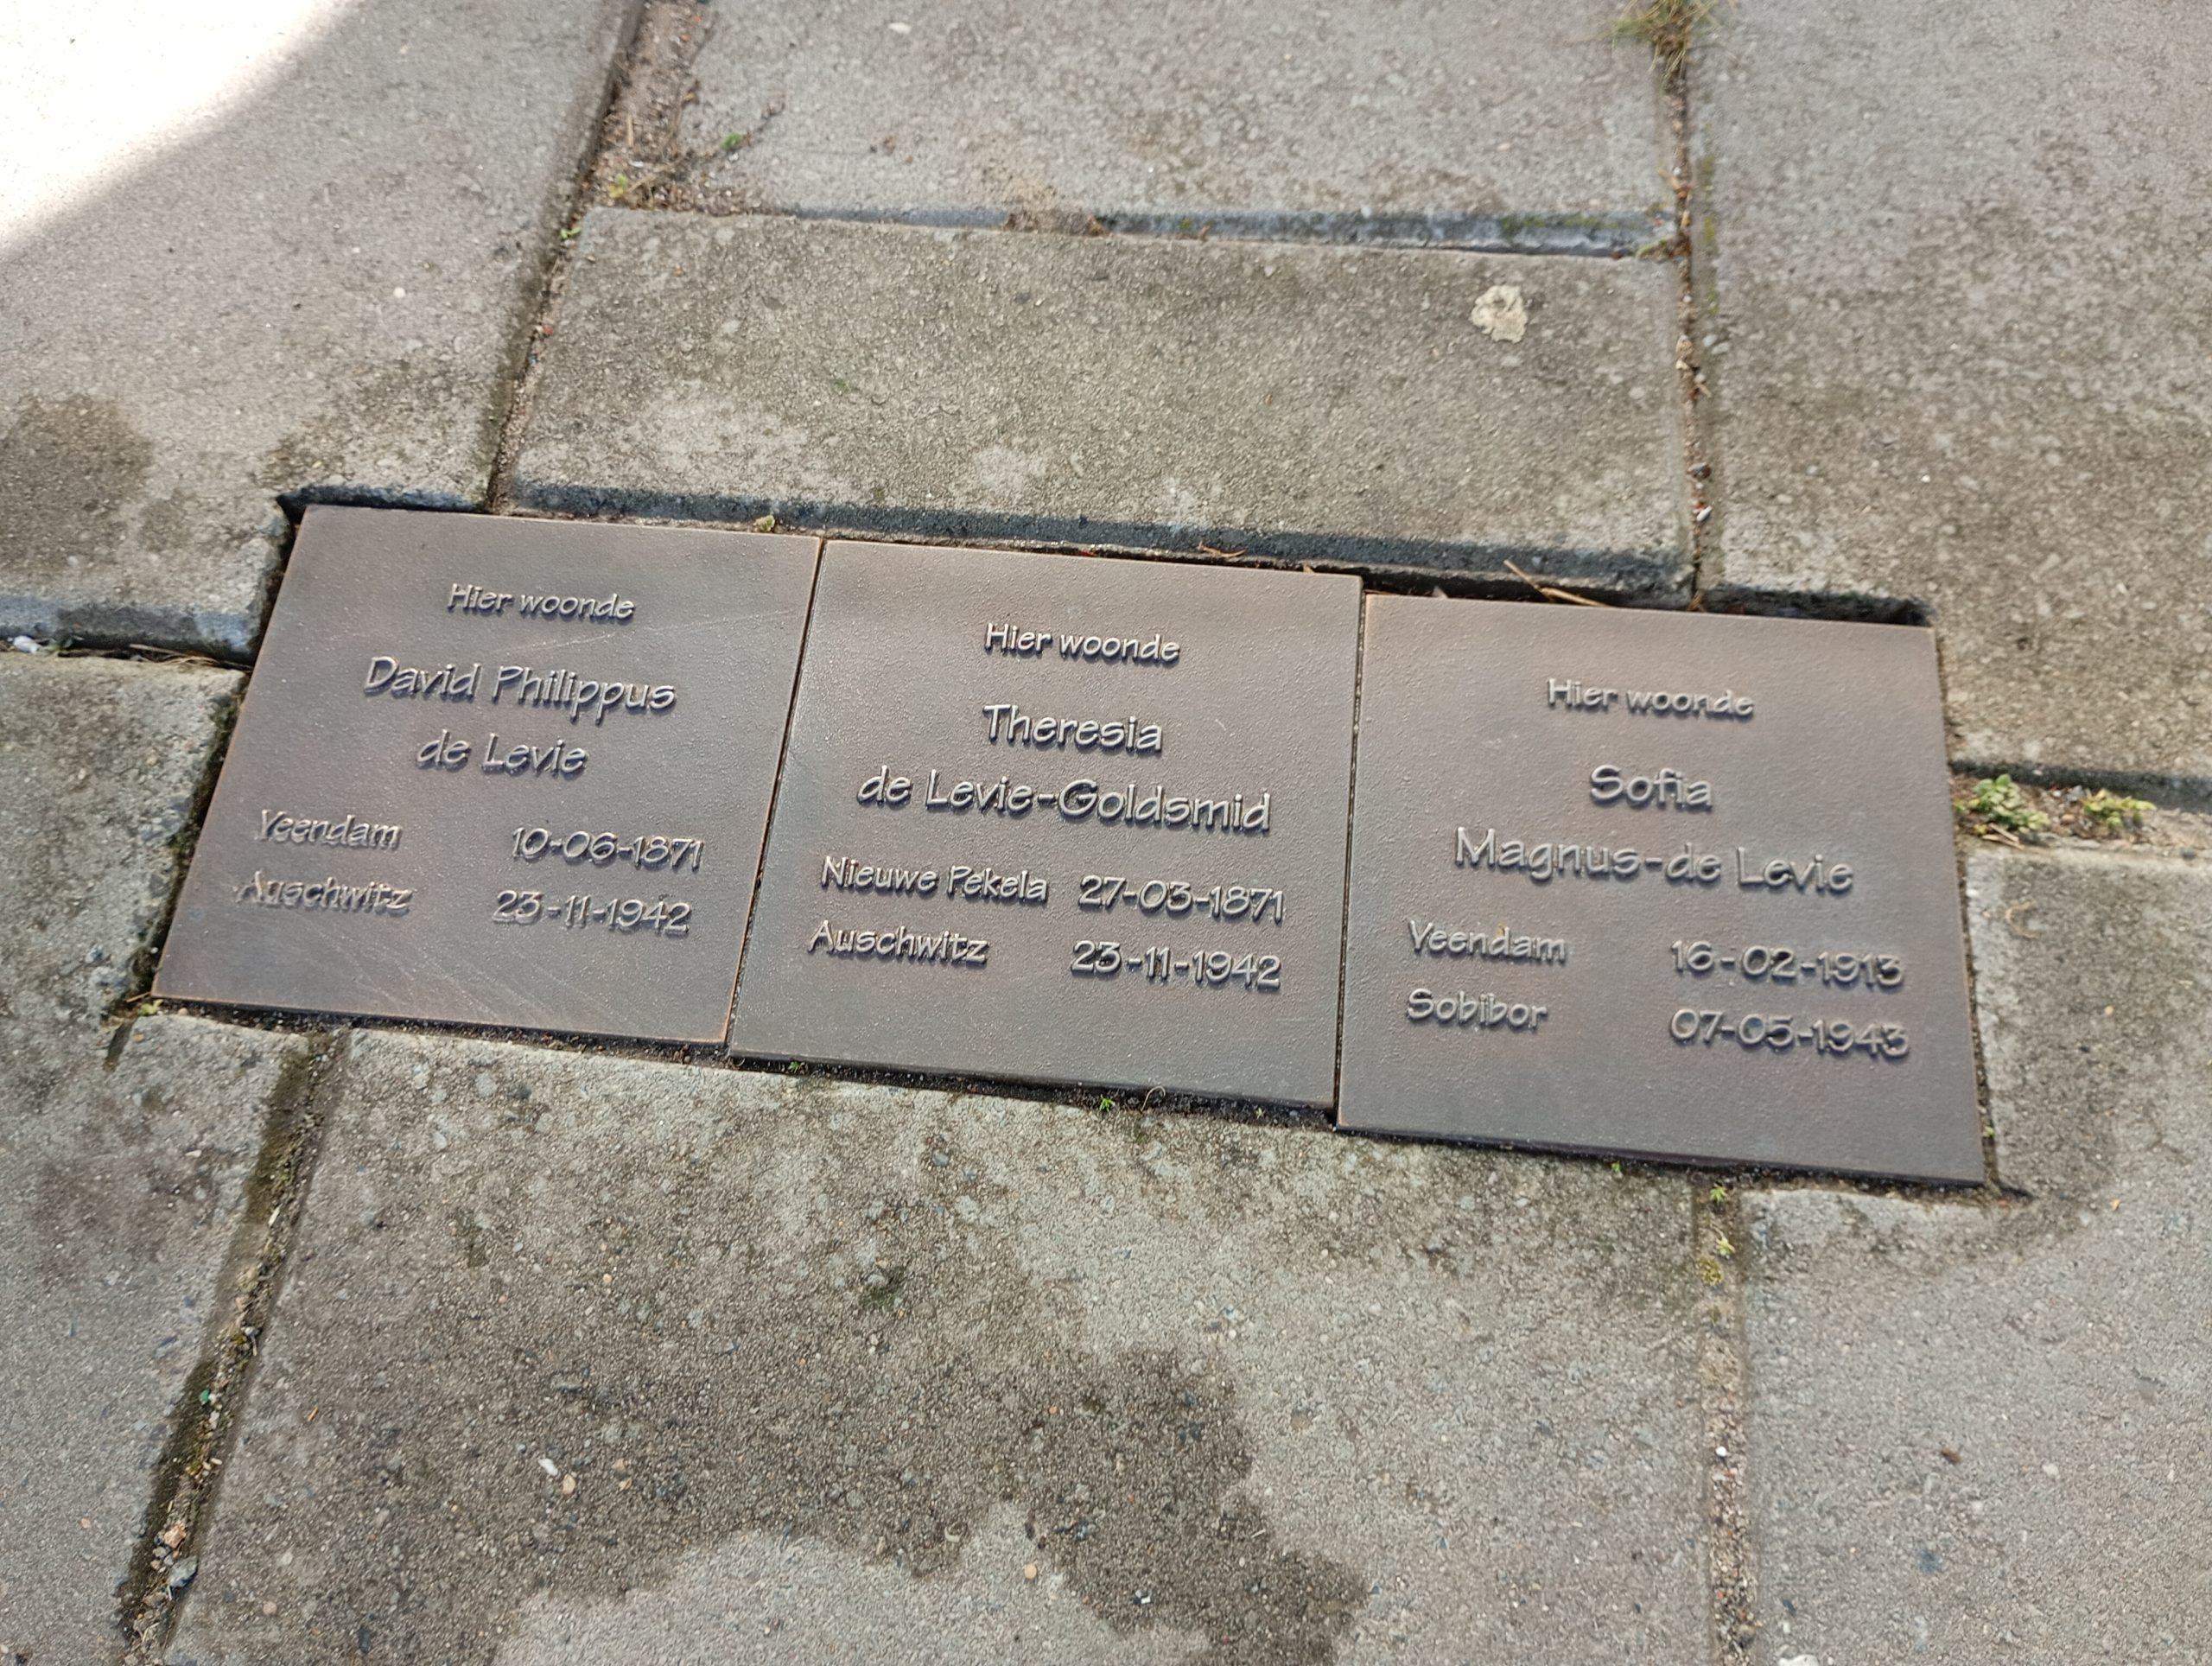 Hier woonde
David Philippus
de Levie
Veendam 10-06-1871
Auschwitz 23-11-1942
Hier woonde
Theresia
de Levie-Goldsmid
Nieuwe Pekela 27-03-1871
Auschwitz 23-11-1942
Hier woonde
Sofia
Magnus-de Levie
Veendam 16-02-1913
Sobibor 07-05-1943